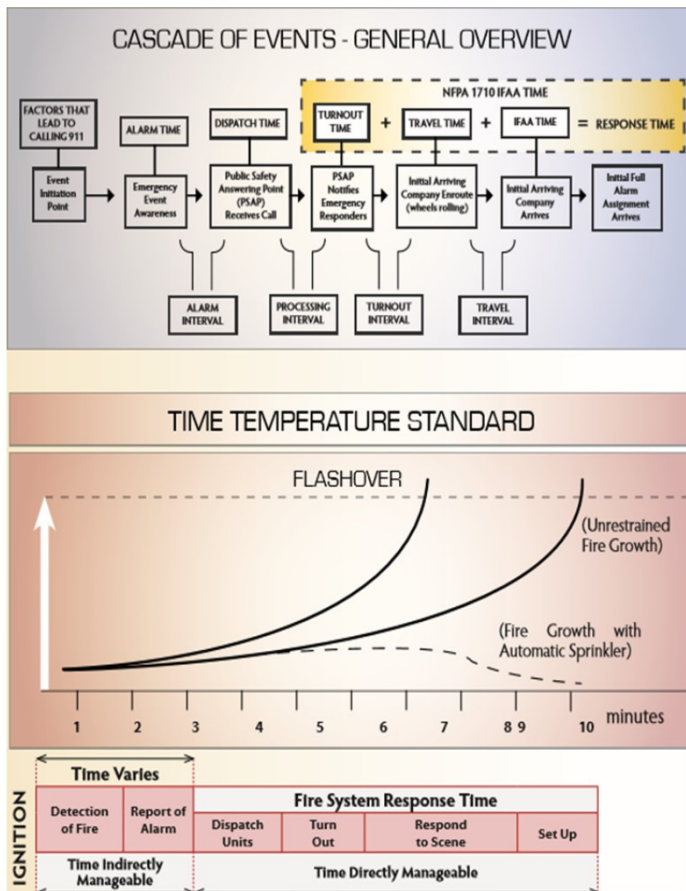 CASCADE OF EVENTS - GENERAL OVERVIEW
NFPA 1710 IFAA TIME
FACTORS THAT
LEAD TO
CALLING 911
ALARM TIME
DISPATCH TIME
TURNOUT
TIME
+
TRAVEL TIME
+
IFAA TIME
= RESPONSE TIME
Event
Initiation
Point
Emergency
Event
Awareness
Public Safety
Answering Point
(PSAP)
Receives Call
PSAP
Notifies
Emergency
Responders
Initial Arriving
Company Enroute
(wheels rolling)
Initial Arriving
Company
Arrives
Initial Full
Alarm
Assignment
Arrives
ALARM
INTERVAL
PROCESSING
INTERVAL
TURNOUT
INTERVAL
TRAVEL
INTERVAL
TIME TEMPERATURE STANDARD
FLASHOVER
(Unrestrained
Fire Growth)
(Fire Growth with
Automatic Sprinkler)
1 2 3 4 5 6 7 8 9 10 minutes
IGNITION
Time Varies
Detection
of Fire
Report of
Alarm
Time Indirectly
Manageable
Fire System Response Time
Dispatch
Units
Turn
Out
Respond
to Scene
Set Up
Time Directly Manageable